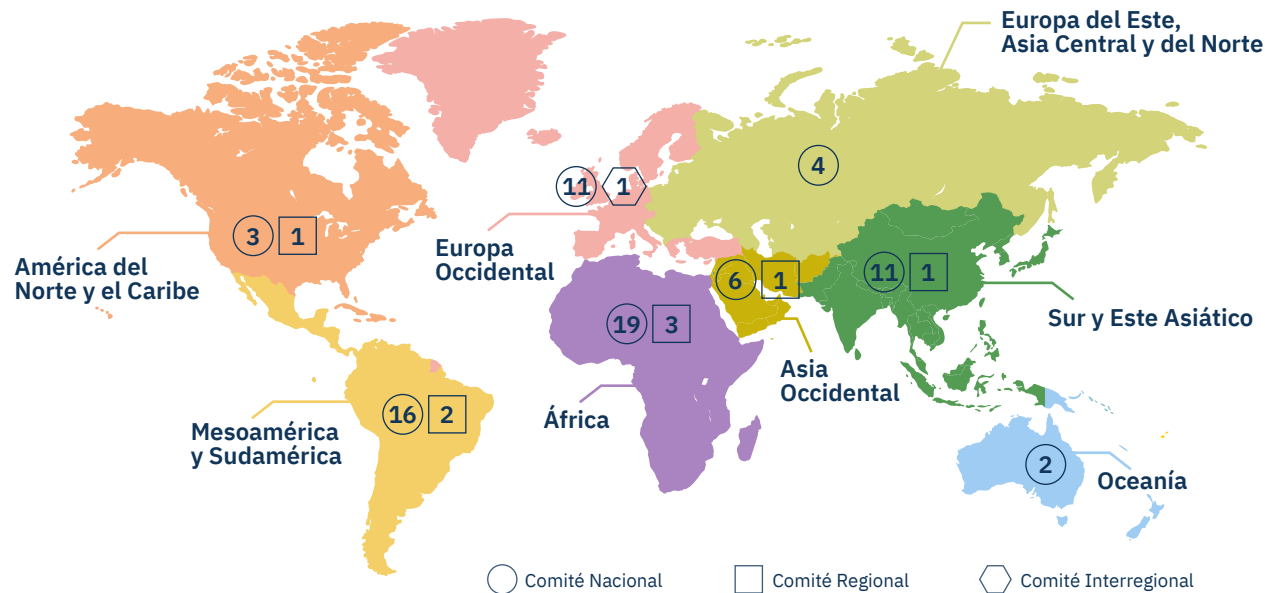 Europa del Este,
Asia Central y del Norte
4
11
1
3
1
Europa
Occidental
América del
Norte y el Caribe
6
1
11
1
Sur y Este Asiático
19
3
Asia
Occidental
África
16
2
Mesoamérica
y Sudamérica
2
Oceanía
Comité Nacional
Comité Regional
Comité Interregional